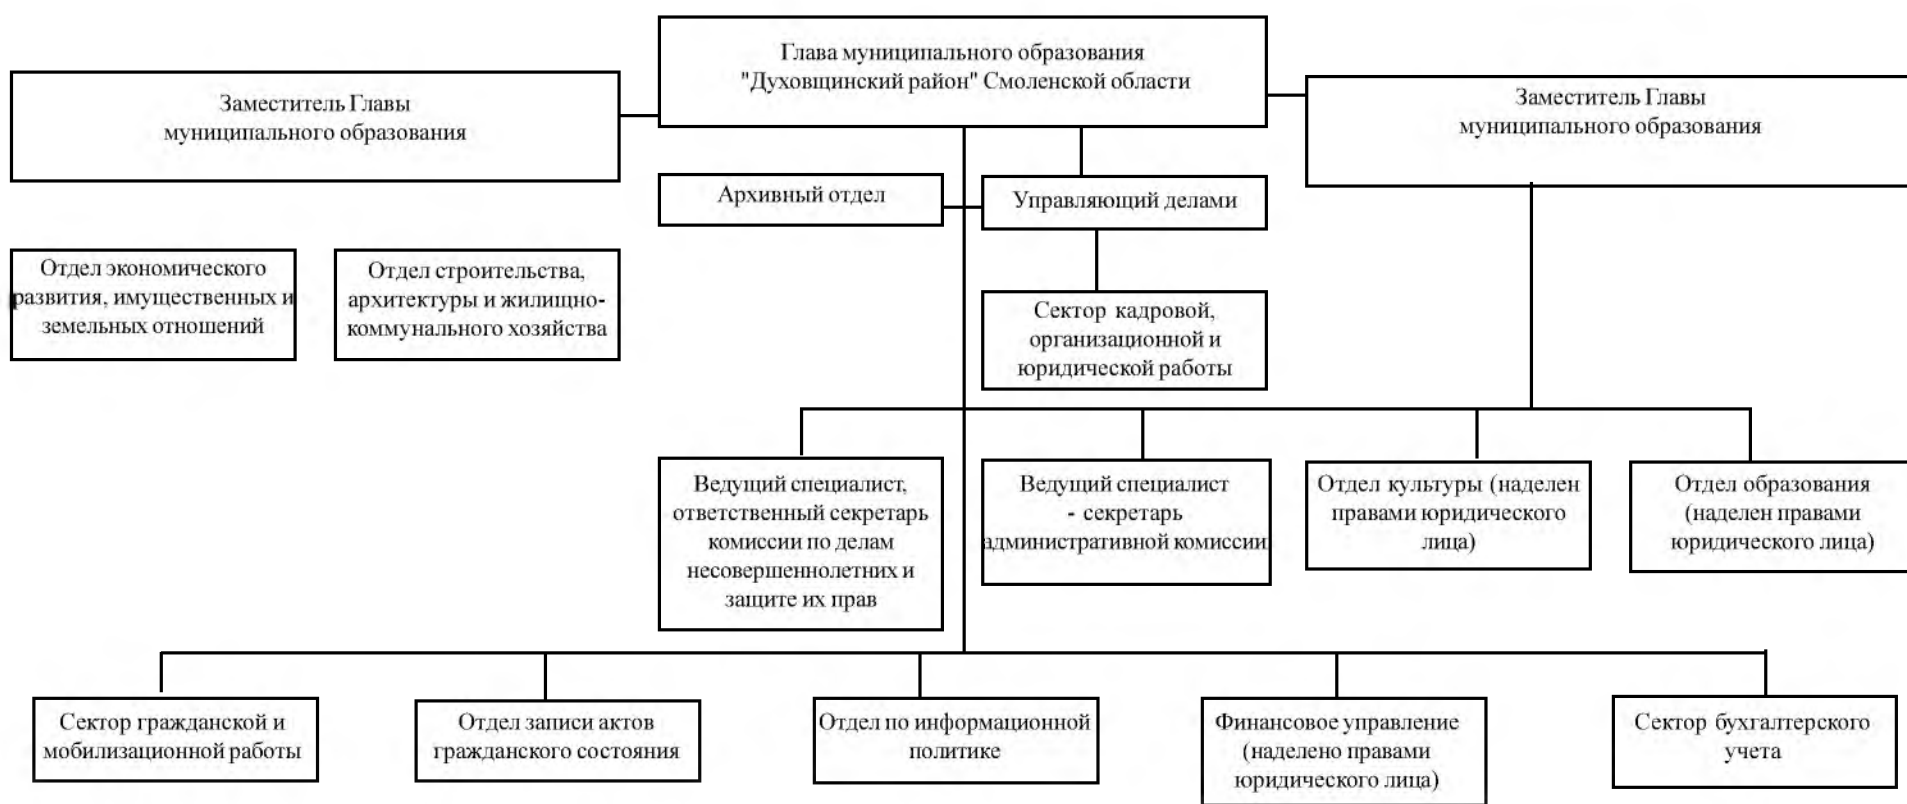 Глава муниципального образования
"Духовщинский район" Смоленской области
Заместитель Главы
муниципального образования
Заместитель Главы
муниципального образования
Архивный отдел
Управляющий делами
Отдел экономического
развития, имущественных и
земельных отношений
Отдел строительства,
архитектуры и жилищно-
коммунального хозяйства
Сектор кадровой,
организационной и
юридической работы
Ведущий специалист,
ответственный секретарь
комиссии по делам
несовершеннолетних и
защите их прав
Ведущий специалист
- секретарь
административной комиссии
Отдел культуры (наделен
правами юридического
лица)
Отдел образования
(наделен правами
юридического лица)
Сектор гражданской и
мобилизационной работы
Отдел записи актов
гражданского состояния
Отдел по информационной
политике
Финансовое управление
(наделено правами
юридического лица)
Сектор бухгалтерского
учета